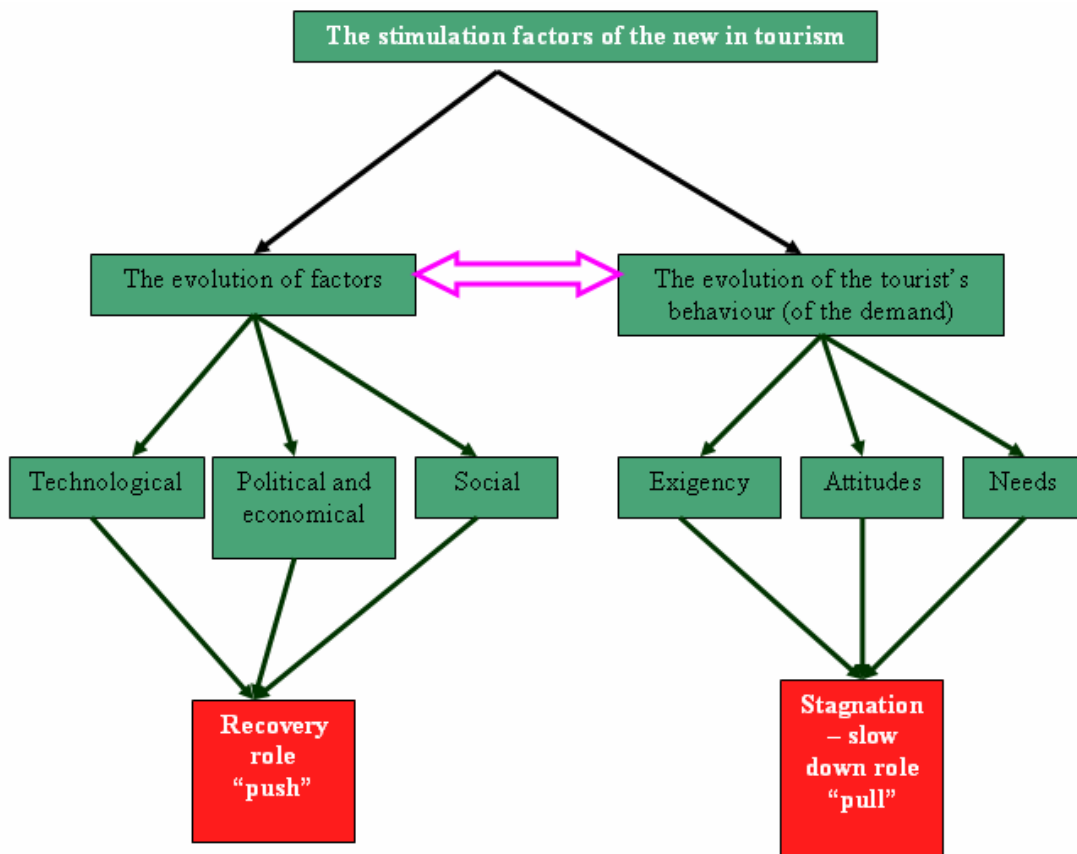 The stimulation factors of the new in tourism
The evolution of factors
The evolution of the tourist's
behaviour (of the demand)
Technological
Political and
economical
Social
Exigency
Attitudes
Needs
Recovery
role
“push”
Stagnation
– slow
down role
“pull”